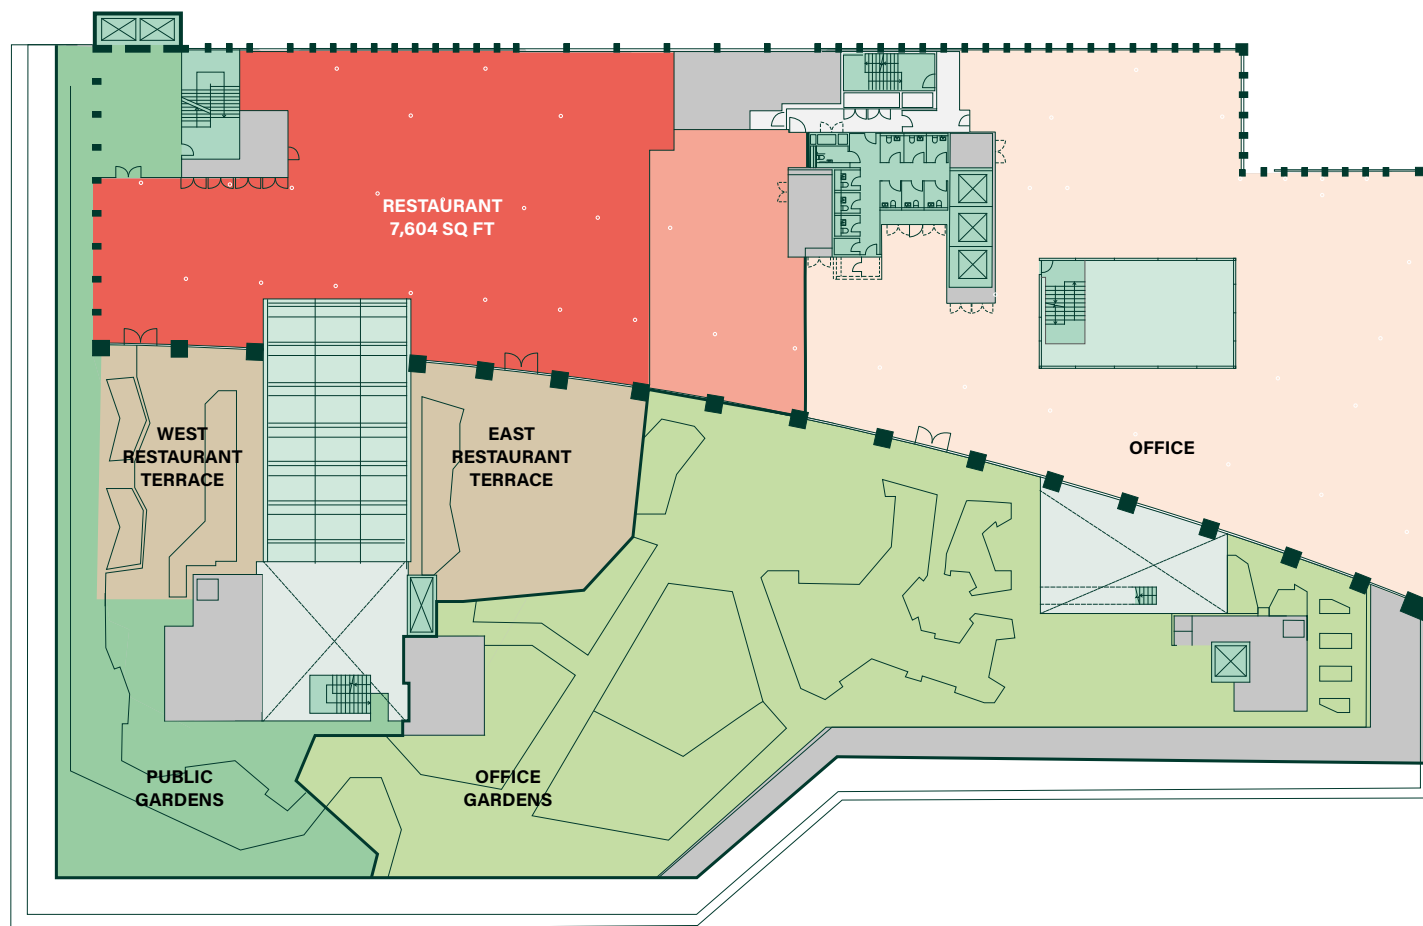 RESTAURANT
7,604 SQ FT
WEST
RESTAURANT
TERRACE
EAST
RESTAURANT
TERRACE
OFFICE
PUBLIC
GARDENS
OFFICE
GARDENS